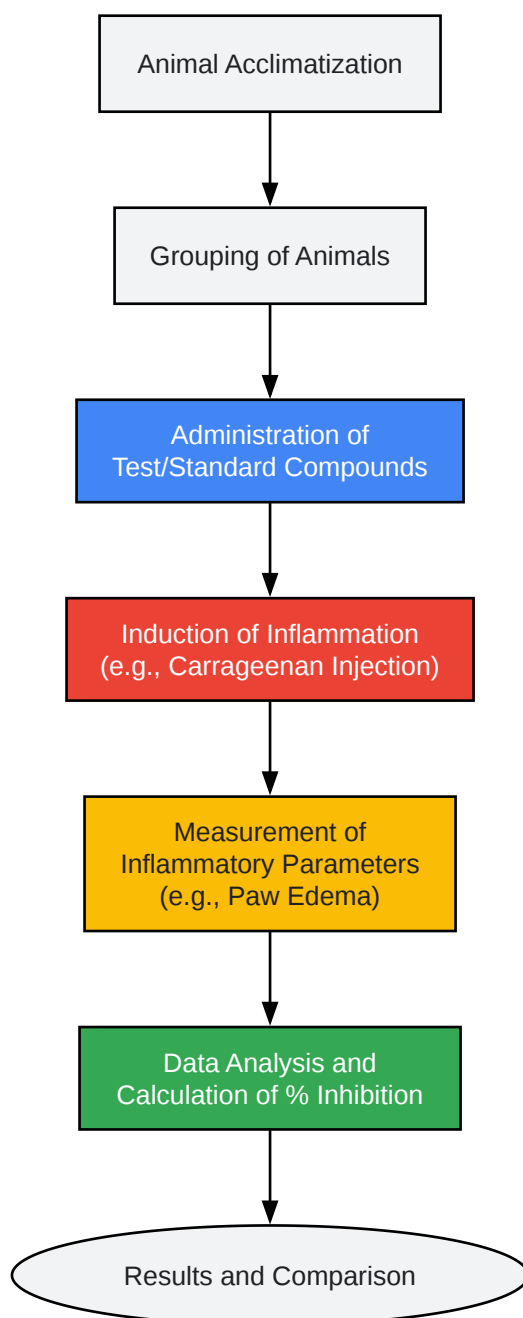 Animal Acclimatization
Grouping of Animals
Administration of
Test/Standard Compounds
Induction of Inflammation
(e.g., Carrageenan Injection)
Measurement of
Inflammatory Parameters
(e.g., Paw Edema)
Data Analysis and
Calculation of % Inhibition
Results and Comparison